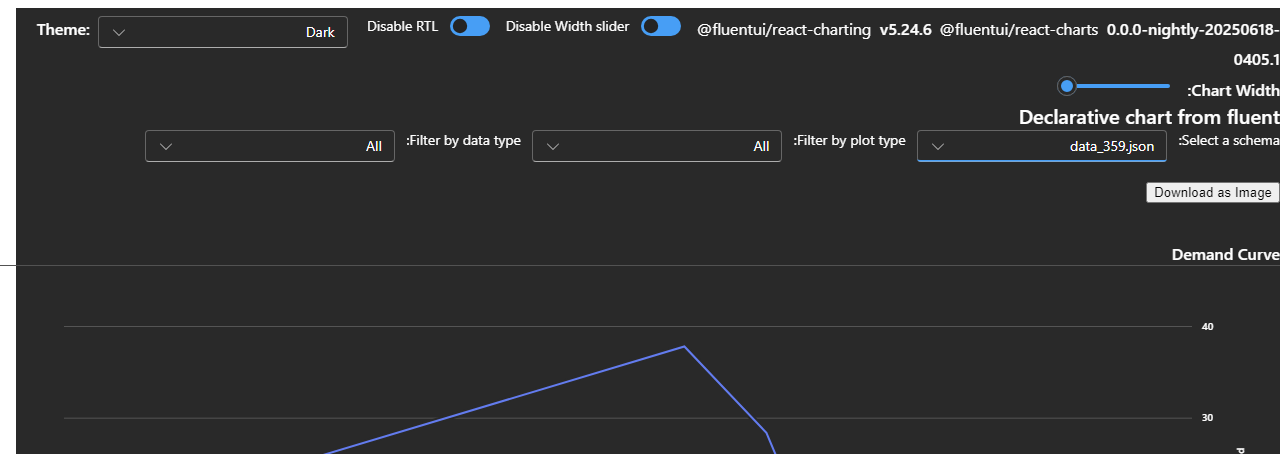 Theme: Dark Disable RTL Disable Width slider @fluentui/react-charting v5.24.6 @fluentui/react-charts 0.0.0-nightly-20250618-
0405.1
:Chart Width
Declarative chart from fluent
:Select a schema data_359.json :Filter by plot type All :Filter by data type All
Download as Image
Demand Curve
40
30